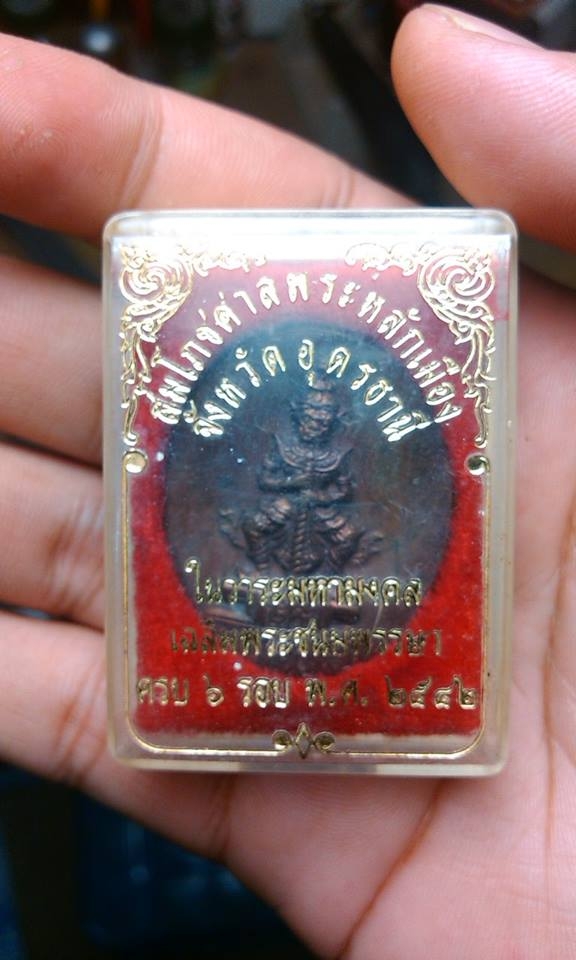 สมโภชศาลพระหลักเมือง
จังหวัดอุดรธานี
ในวาระมหามงคล
เฉลิมพระชนมพรรษา
ครบ ๖ รอบ พ.ศ. ๒๕๔๒